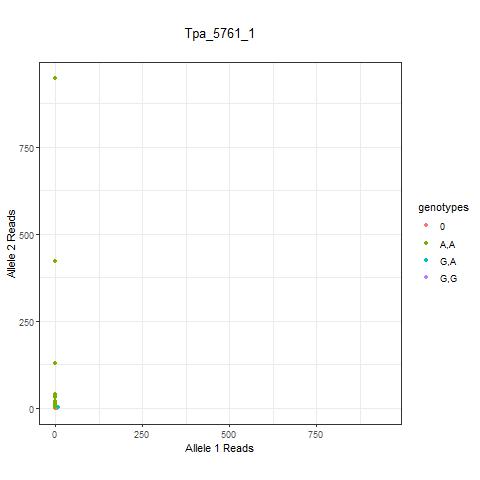 Tpa_5761_1
Allele 2 Reads
750
500
250
0
0
250
500
750
Allele 1 Reads
genotypes
0
A,A
G,A
G,G